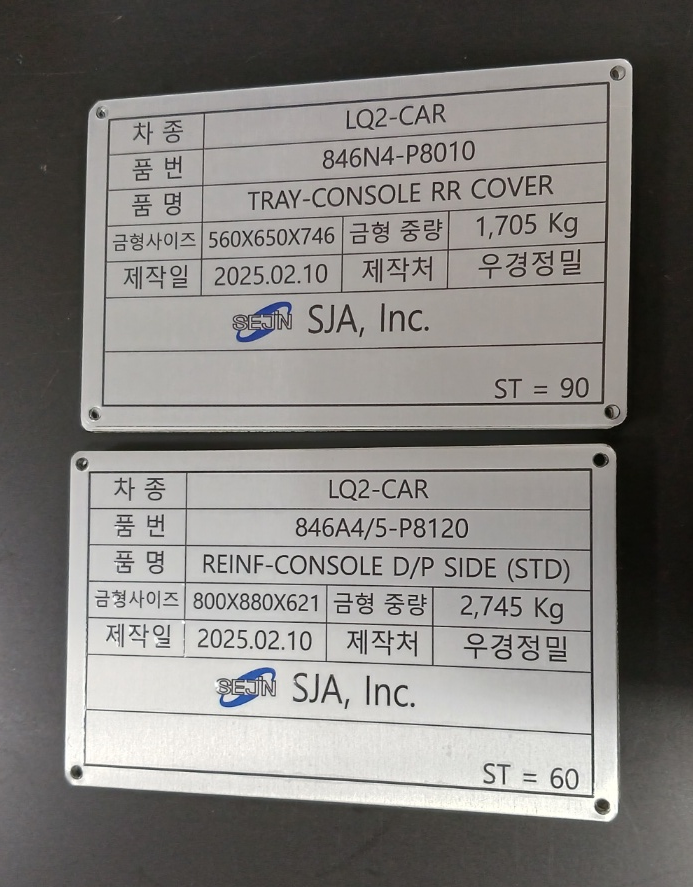 차 종 LQ2-CAR
품 번 846N4-P8010
품 명 TRAY-CONSOLE RR COVER
금형사이즈 560X650X746 금형 중량 1,705 Kg
제작일 2025.02.10 제작처 우경정밀
SEJIN SJA, Inc.
ST = 90
차 종 LQ2-CAR
품 번 846A4/5-P8120
품 명 REINF-CONSOLE D/P SIDE (STD)
금형사이즈 800X880X621 금형 중량 2,745 Kg
제작일 2025.02.10 제작처 우경정밀
SEJIN SJA, Inc.
ST = 60